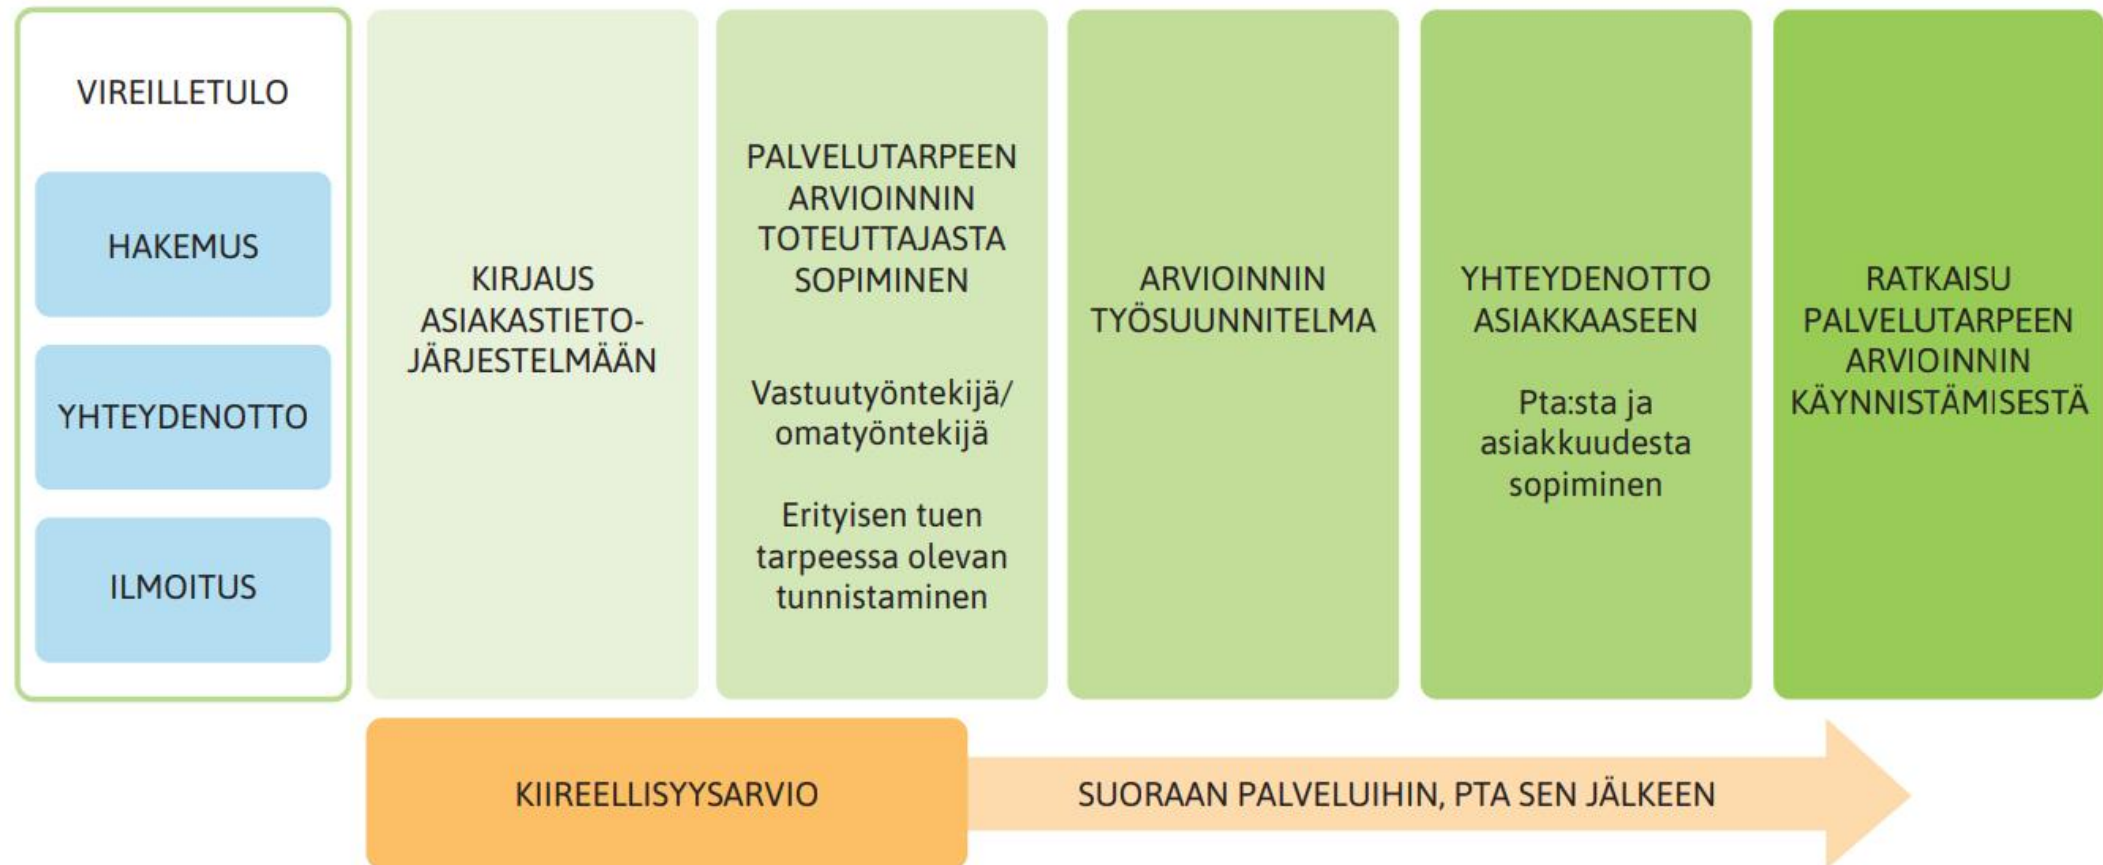 VIREILLETULO
HAKEMUS
YHTEYDENOTTO
ILMOITUS
KIRJAUS
ASIAKASTIETO-
JÄRJESTELMÄÄN
PALVELUTARPEEN
ARVIOINNIN
TOTEUTTAJASTA
SOPIMINEN
Vastuutyöntekijä/
omatyöntekijä
Erityisen tuen
tarpeessa olevan
tunnistaminen
ARVIOINNIN
TYÖSUUNNITELMA
YHTEYDENOTTO
ASIAKKAASEEN
Pta:sta ja
asiakkuudesta
sopiminen
RATKAISU
PALVELUTARPEEN
ARVIOINNIN
KÄYNNISTÄMISESTÄ
KIIREELLISYYSARVIO
SUORAAN PALVELUIHIN, PTA SEN JÄLKEEN